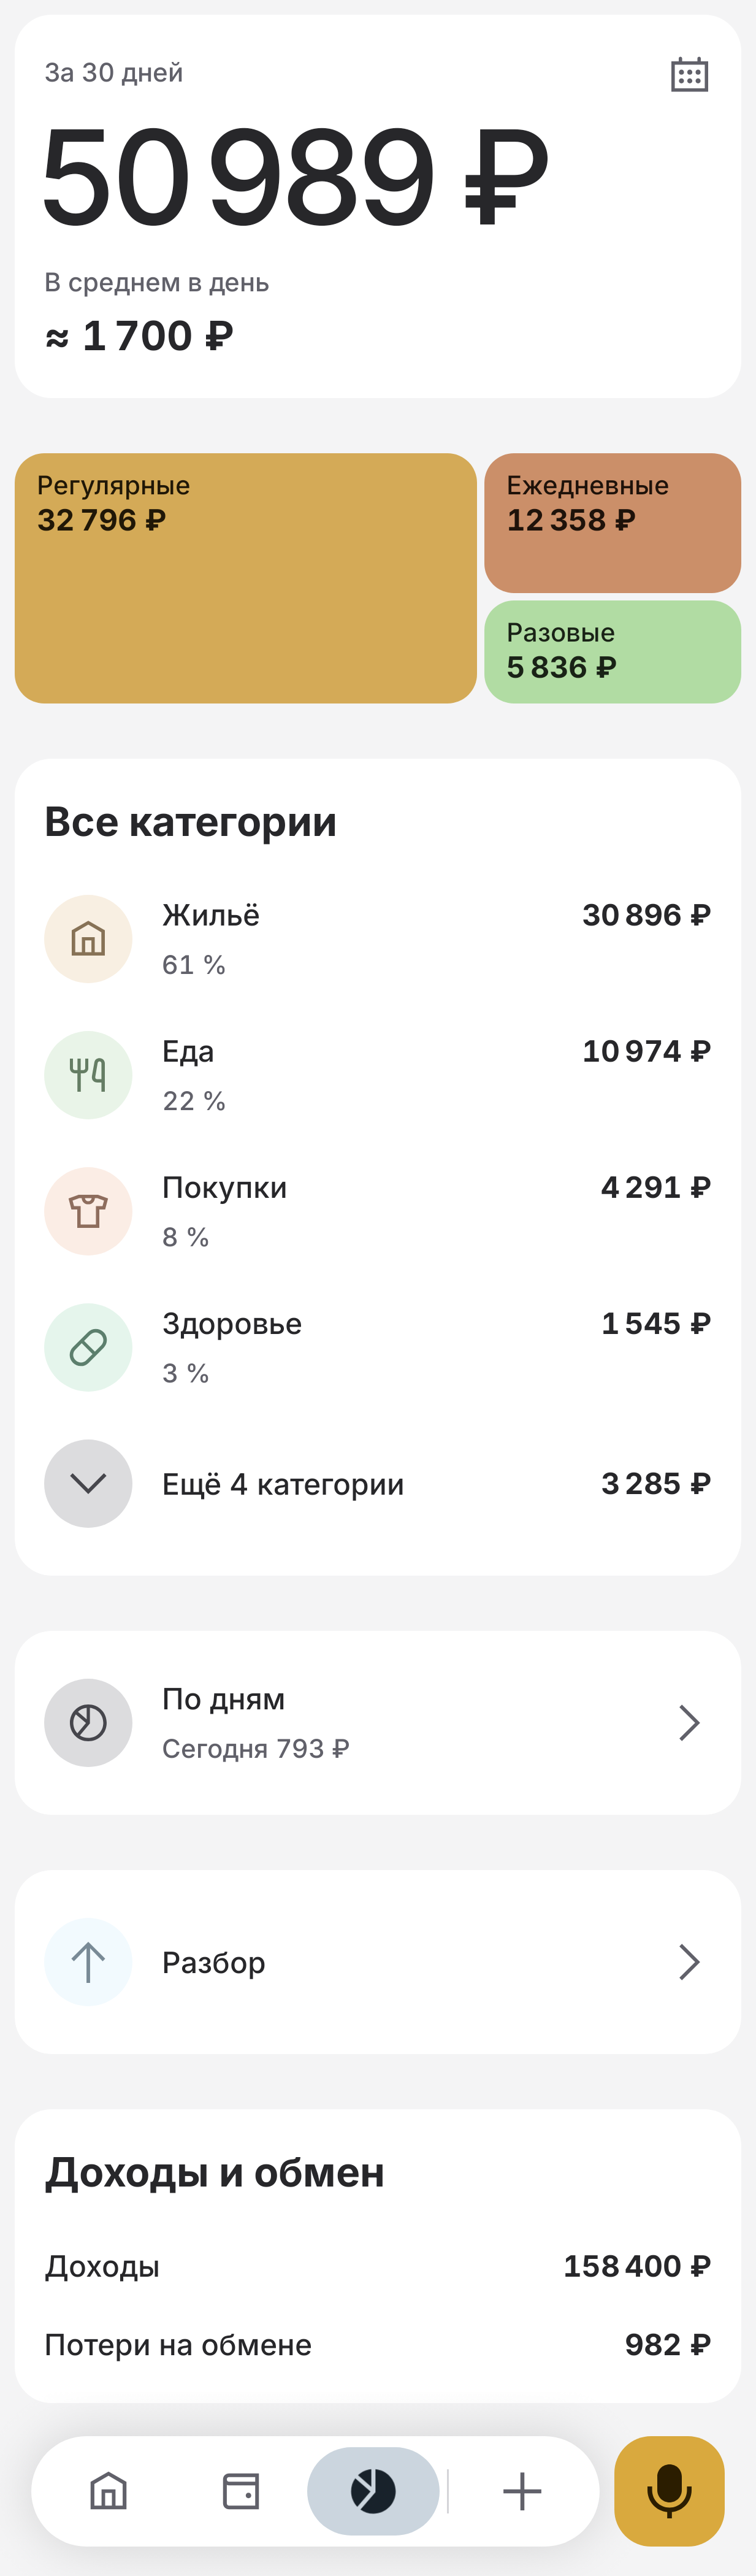 За 30 дней
50 989 ₽
В среднем в день
≈ 1 700 ₽
Регулярные
32 796 ₽
Ежедневные
12 358 ₽
Разовые
5 836 ₽
Все категории
Жильё 30 896 ₽
61 %
Еда 10 974 ₽
22 %
Покупки 4 291 ₽
8 %
Здоровье 1 545 ₽
3 %
Ещё 4 категории 3 285 ₽
По дням
Сегодня 793 ₽
Разбор
Доходы и обмен
Доходы 158 400 ₽
Потери на обмене 982 ₽